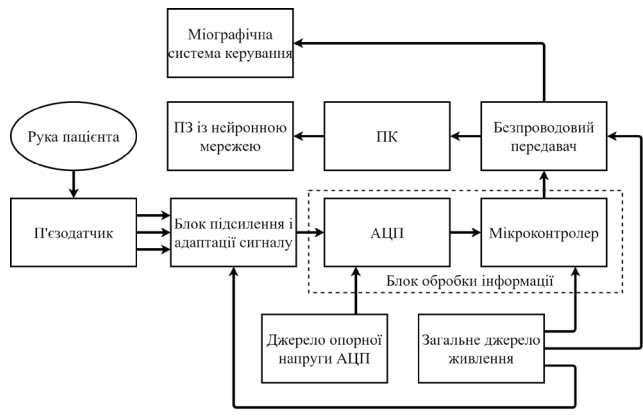 Міографічна
система керування
Рука пацієнта
ПЗ із нейронною
мережею
ПК
Безпроводовий
передавач
П'єзодатчик
Блок підсилення і
адаптації сигналу
АЦП
Мікроконтролер
Блок обробки інформації
Джерело опорної
напруги АЦП
Загальне джерело
живлення